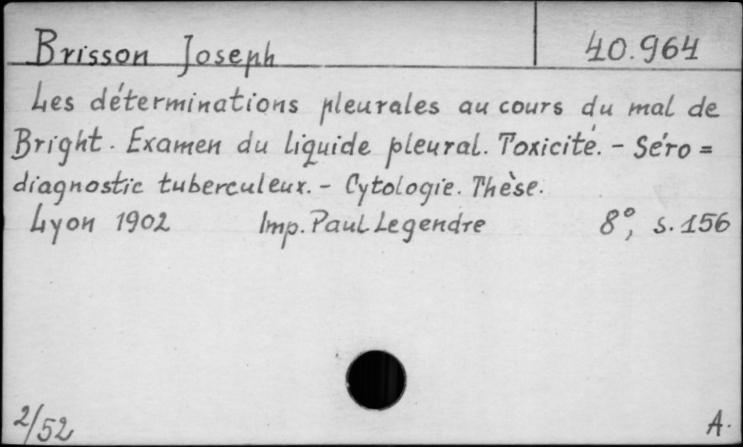 Brisson Joseph 40.964
Les déterminations pleurales au cours du mal de
Bright. Examen du liquide pleural. Toxicité. - Séro=
diagnostic tuberculeux. - Cytologie. Thèse.
Lyon 1902 Imp. Paul Legendre 8°, s. 156
2/52 A.